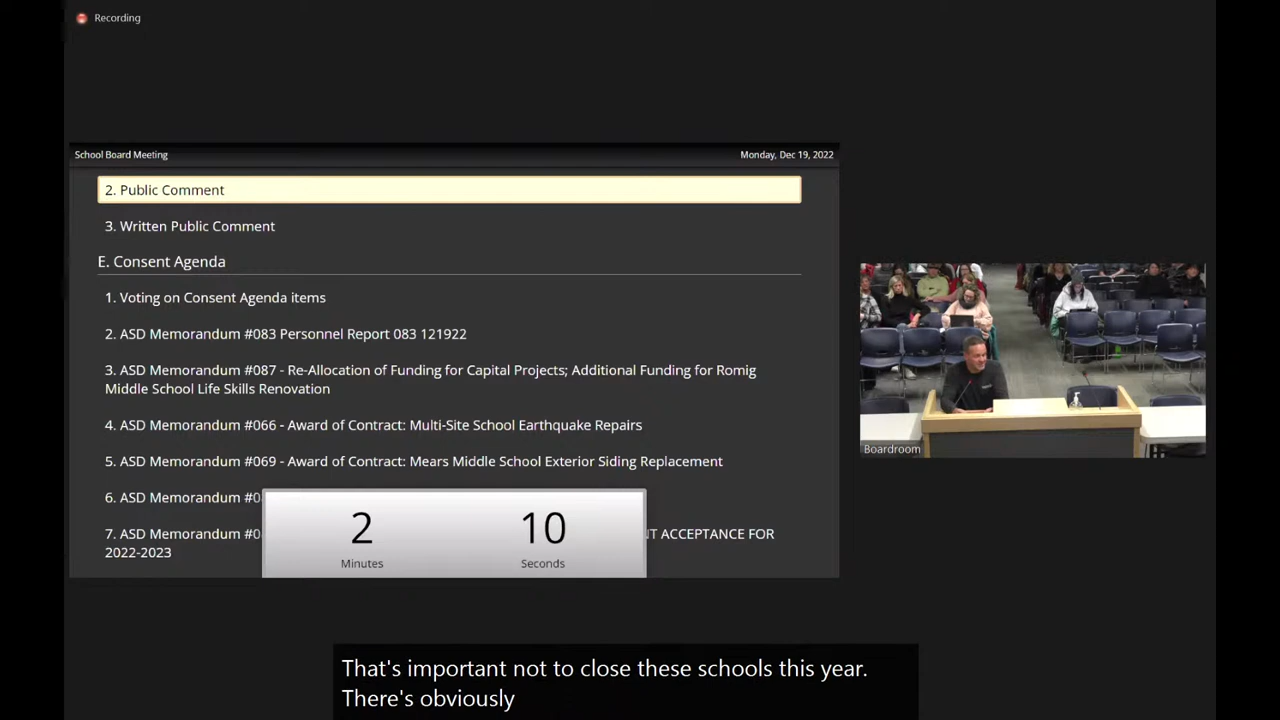 Recording
School Board Meeting
Monday, Dec 19, 2022
2. Public Comment
3. Written Public Comment
E. Consent Agenda
1. Voting on Consent Agenda items
2. ASD Memorandum #083 Personnel Report 083 121922
3. ASD Memorandum #087 - Re-Allocation of Funding for Capital Projects; Additional Funding for Romig
Middle School Life Skills Renovation
4. ASD Memorandum #066 - Award of Contract: Multi-Site School Earthquake Repairs
5. ASD Memorandum #069 - Award of Contract: Mears Middle School Exterior Siding Replacement
6. ASD Memorandum
7. ASD Memorandum ACCEPTANCE FOR
2022-2023
2 10
Minutes Seconds
Boardroom
That's important not to close these schools this year.
There's obviously